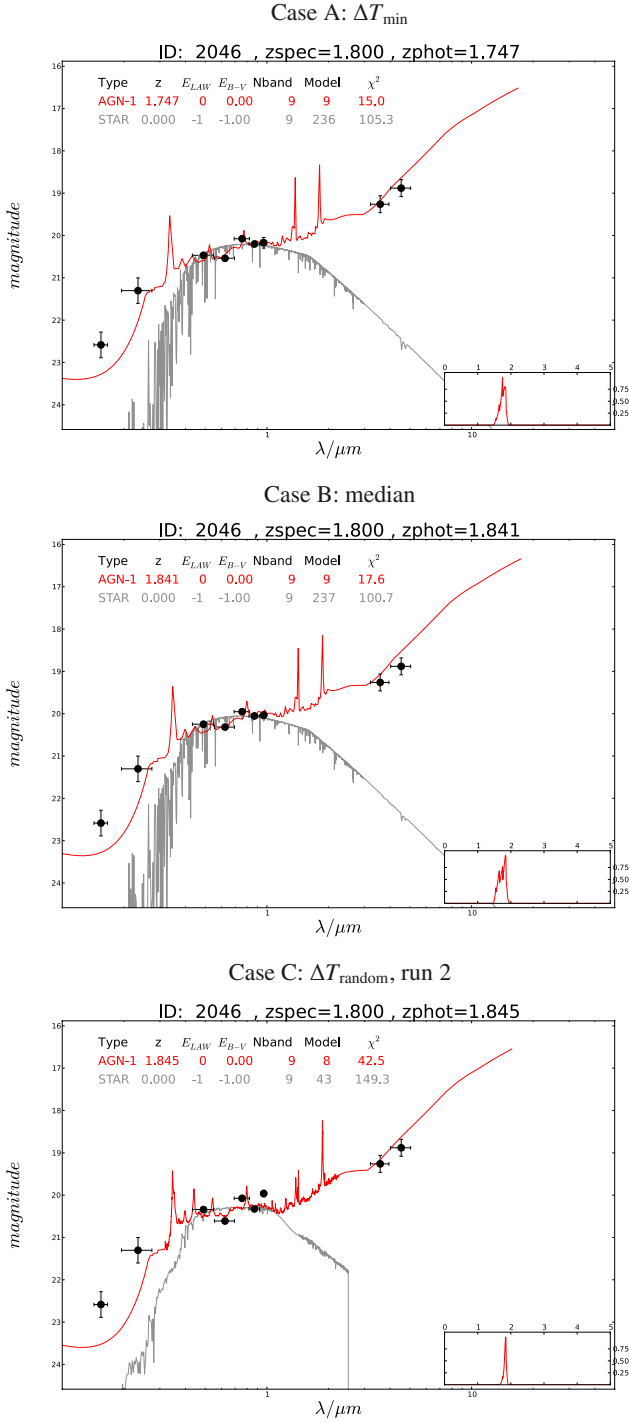 Case A: ΔT_min
ID: 2046 , zspec=1.800 , zphot=1.747
Type z E_LAW E_B−V Nband Model χ²
AGN-1 1.747 0 0.00 9 9 15.0
STAR 0.000 -1 -1.00 9 236 105.3
16
17
18
19
20
21
22
23
24
magnitude
0 1 2 3 4 5
0.75
0.50
1 10
λ/μm
Case B: median
ID: 2046 , zspec=1.800 , zphot=1.841
Type z E_LAW E_B−V Nband Model χ²
AGN-1 1.841 0 0.00 9 9 17.6
STAR 0.000 -1 -1.00 9 237 100.7
16
17
18
19
20
21
22
23
24
magnitude
0 1 2 3 4 5
0.75
0.50
1 10
λ/μm
Case C: ΔT_random, run 2
ID: 2046 , zspec=1.800 , zphot=1.845
Type z E_LAW E_B−V Nband Model χ²
AGN-1 1.845 0 0.00 9 8 42.5
STAR 0.000 -1 -1.00 9 43 149.3
16
17
18
19
20
21
22
23
24
magnitude
0 1 2 3 4 5
0.75
0.50
1 10
λ/μm